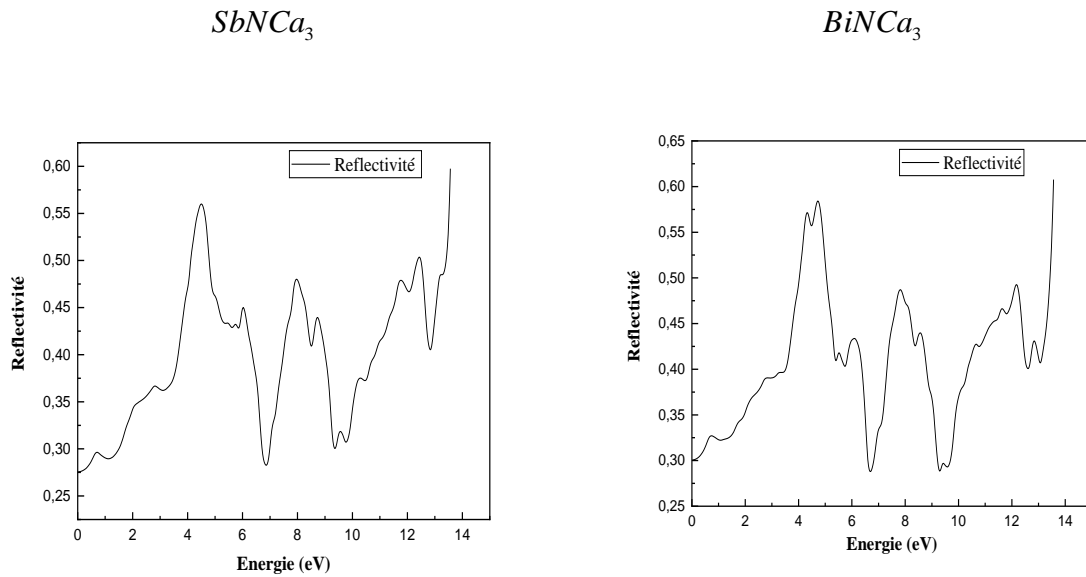 SbNCa₃
BiNCa₃
Reflectivité
0,60
0,55
0,50
0,45
0,40
0,35
0,30
0,25
Reflectivité
0 2 4 6 8 10 12 14
Energie (eV)
Reflectivité
0,65
0,60
0,55
0,50
0,45
0,40
0,35
0,30
0,25
Reflectivité
0 2 4 6 8 10 12 14
Energie (eV)